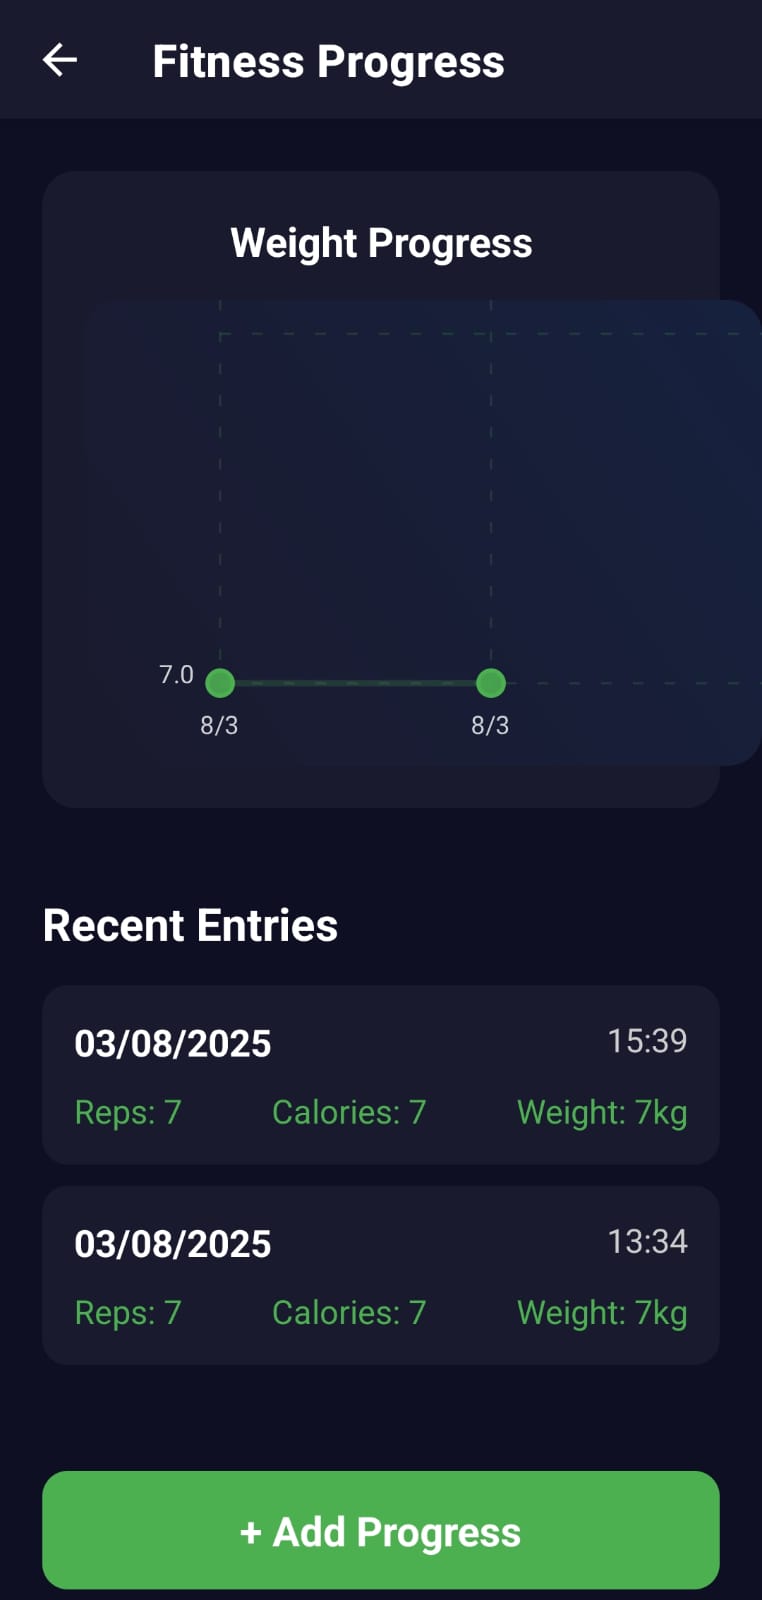 Fitness Progress
Weight Progress
7.0
8/3 8/3
Recent Entries
03/08/2025 15:39
Reps: 7 Calories: 7 Weight: 7kg
03/08/2025 13:34
Reps: 7 Calories: 7 Weight: 7kg
+ Add Progress